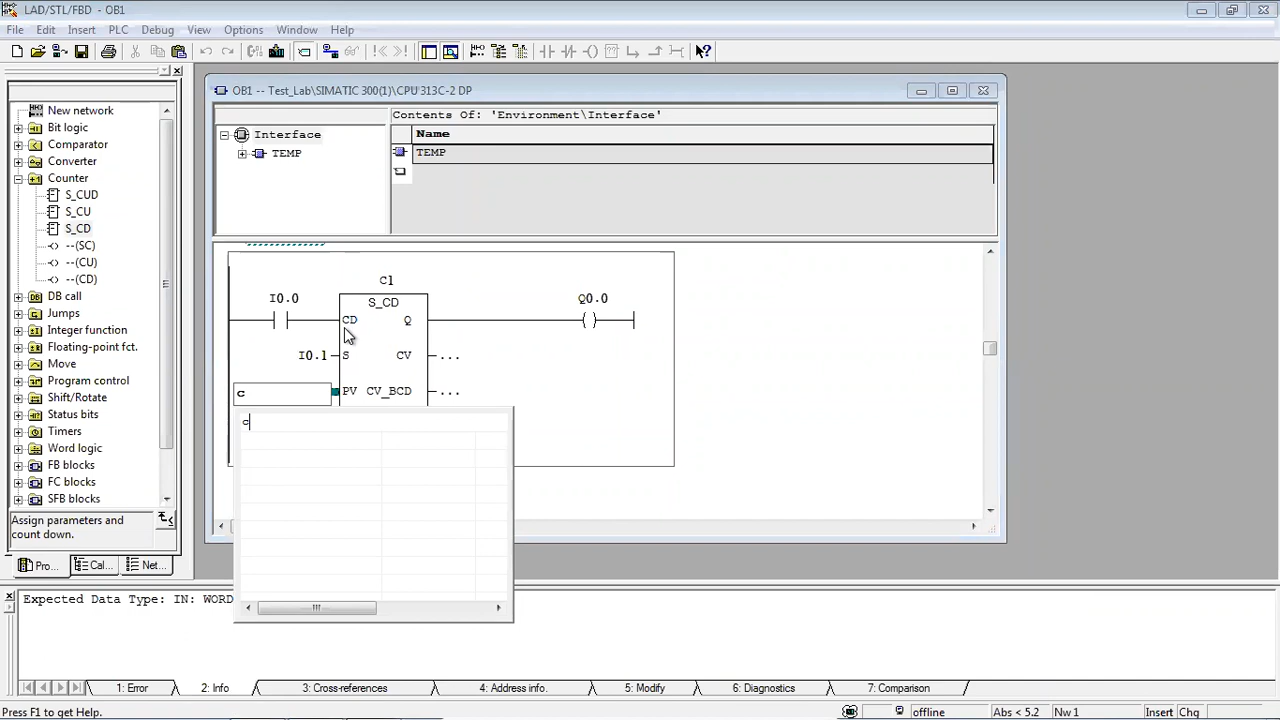 LAD/STL/FBD - OB1
File Edit Insert PLC Debug View Options Window Help
OB1 -- Test_Lab\SIMATIC 300(1)\CPU 313C-2 DP
New network
Bit logic
Comparator
Converter
Counter
S_CUD
S_CU
S_CD
--(SC)
--(CU)
--(CD)
DB call
Jumps
Integer function
Floating-point fct.
Move
Program control
Shift/Rotate
Status bits
Timers
Word logic
FB blocks
FC blocks
SFB blocks
Assign parameters and
count down.
Pro... Cal... Net...
Interface
TEMP
Contents Of: 'Environment\Interface'
Name
TEMP
C1
I0.0 S_CD Q0.0
CD Q
I0.1 S CV ...
c PV CV_BCD ...
c
Expected Data Type: IN: WORD
1: Error 2: Info 3: Cross-references 4: Address info. 5: Modify 6: Diagnostics 7: Comparison
Press F1 to get Help. offline Abs < 5.2 Nw 1 Insert Chg